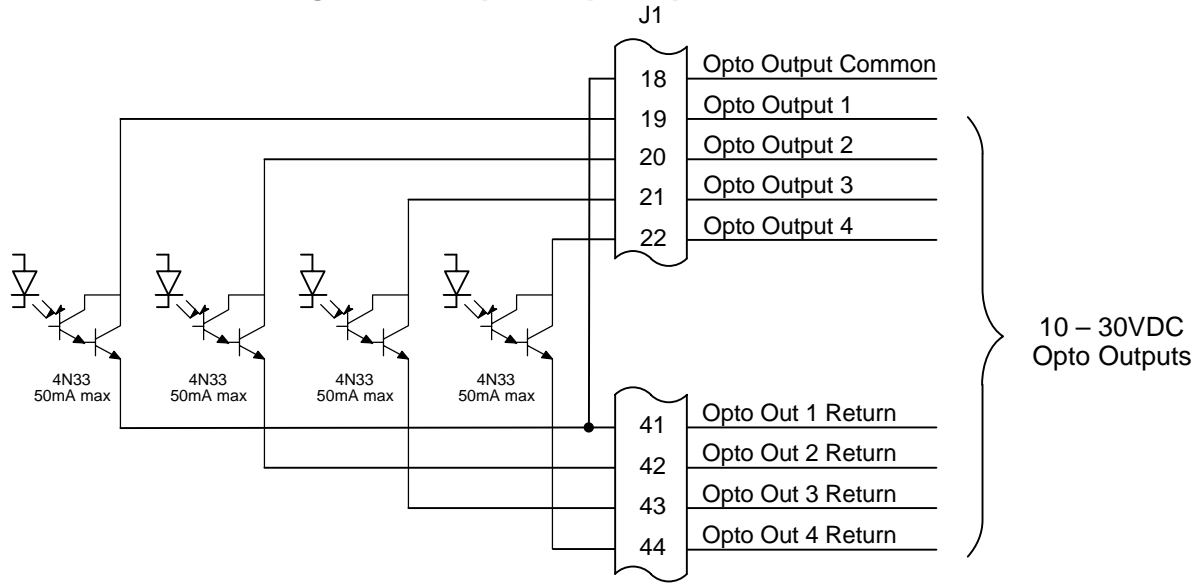 J1
18 Opto Output Common
19 Opto Output 1
20 Opto Output 2
21 Opto Output 3
22 Opto Output 4
4N33
50mA max
4N33
50mA max
4N33
50mA max
4N33
50mA max
10 – 30VDC
Opto Outputs
41 Opto Out 1 Return
42 Opto Out 2 Return
43 Opto Out 3 Return
44 Opto Out 4 Return